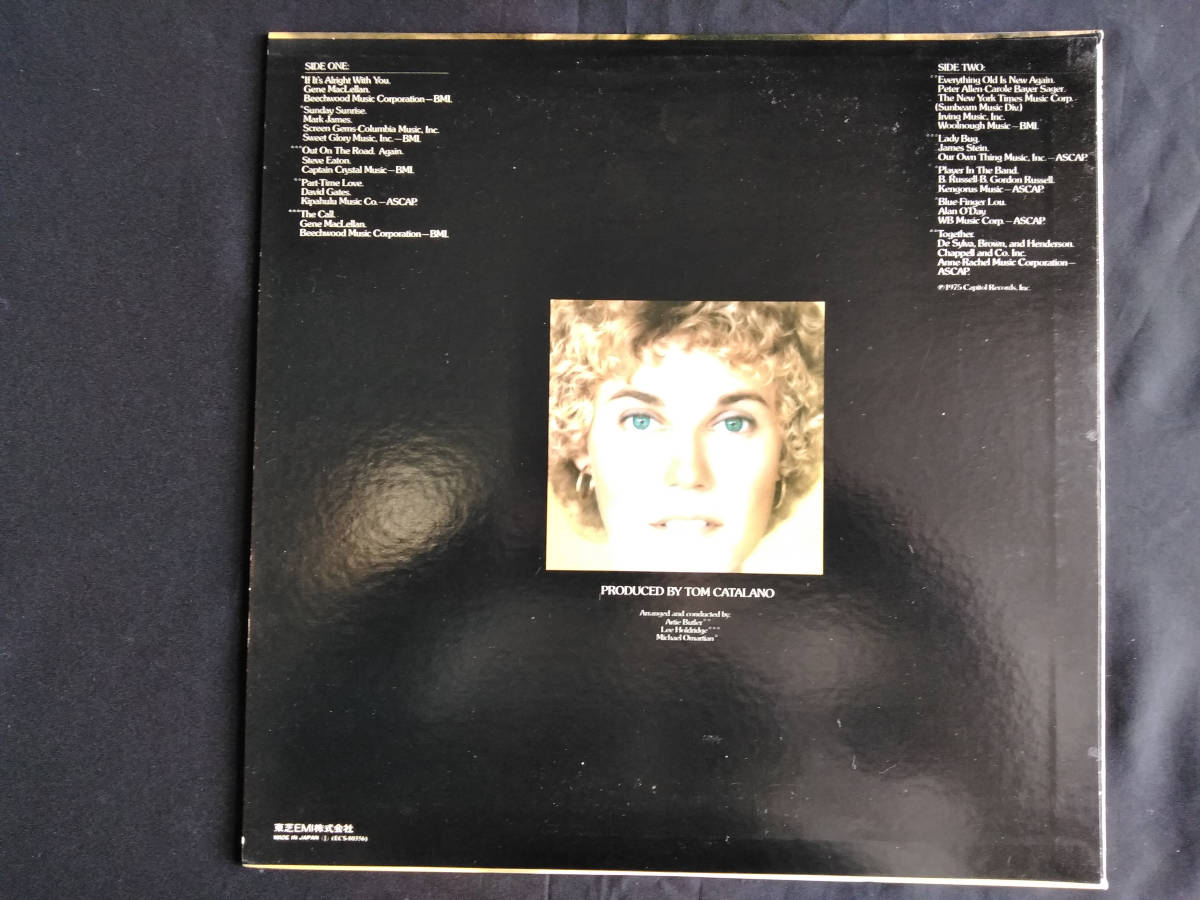 SIDE ONE:
*If It's Alright With You.
Gene MacLellan.
Beechwood Music Corporation—BMI.
*Sunday Sunrise.
Mark James.
Screen Gems-Columbia Music, Inc.
Sweet Glory Music, Inc.—BMI.
***Out On The Road. Again.
Steve Eaton.
Captain Crystal Music—BMI.
**Part-Time Love.
David Gates.
Kipahulu Music Co.—ASCAP.
***The Call.
Gene MacLellan.
Beechwood Music Corporation—BMI.
SIDE TWO:
**Everything Old Is New Again.
Peter Allen-Carole Bayer Sager.
The New York Times Music Corp.
(Sunbeam Music Div.)
Irving Music, Inc.
Woolnough Music—BMI.
***Lady Bug.
James Stein.
Our Own Thing Music, Inc.—ASCAP.
*Player In The Band.
B. Russell-B. Gordon Russell.
Kengorus Music—ASCAP.
*Blue-Finger Lou.
Alan O'Day
WB Music Corp.—ASCAP.
**Together.
De Sylva, Brown, and Henderson.
Chappell and Co. Inc.
Anne-Rachel Music Corporation—
ASCAP.
℗1975 Capitol Records, Inc.
PRODUCED BY TOM CATALANO
Arranged and conducted by:
Artie Butler**
Lee Holdridge***
Michael Omartian*
東芝EMI株式会社
MADE IN JAPAN (ECS-80356)